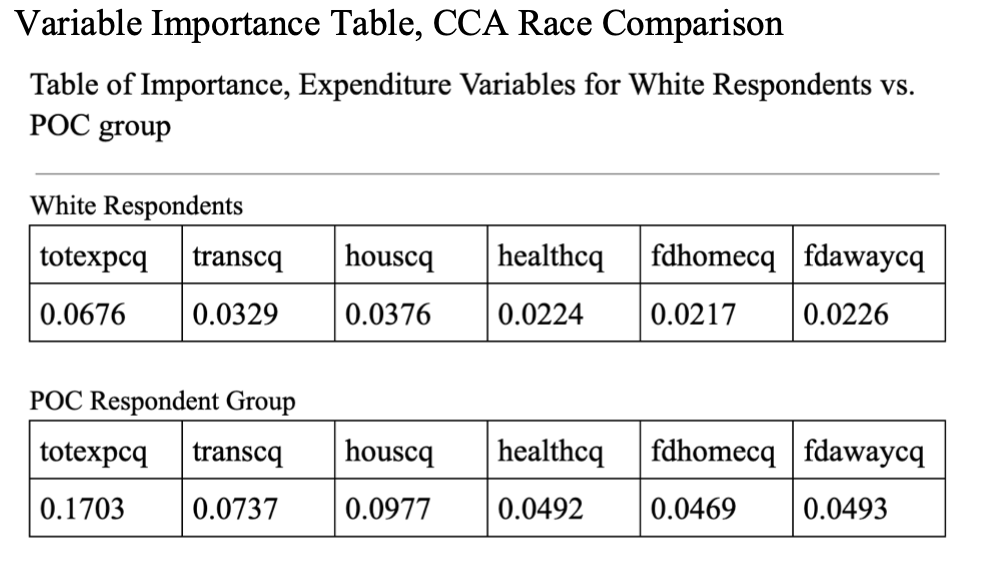 Variable Importance Table, CCA Race Comparison
Table of Importance, Expenditure Variables for White Respondents vs.
POC group
White Respondents
totexpcq transcq houscq healthcq fdhomecq fdawaycq
0.0676 0.0329 0.0376 0.0224 0.0217 0.0226
POC Respondent Group
totexpcq transcq houscq healthcq fdhomecq fdawaycq
0.1703 0.0737 0.0977 0.0492 0.0469 0.0493